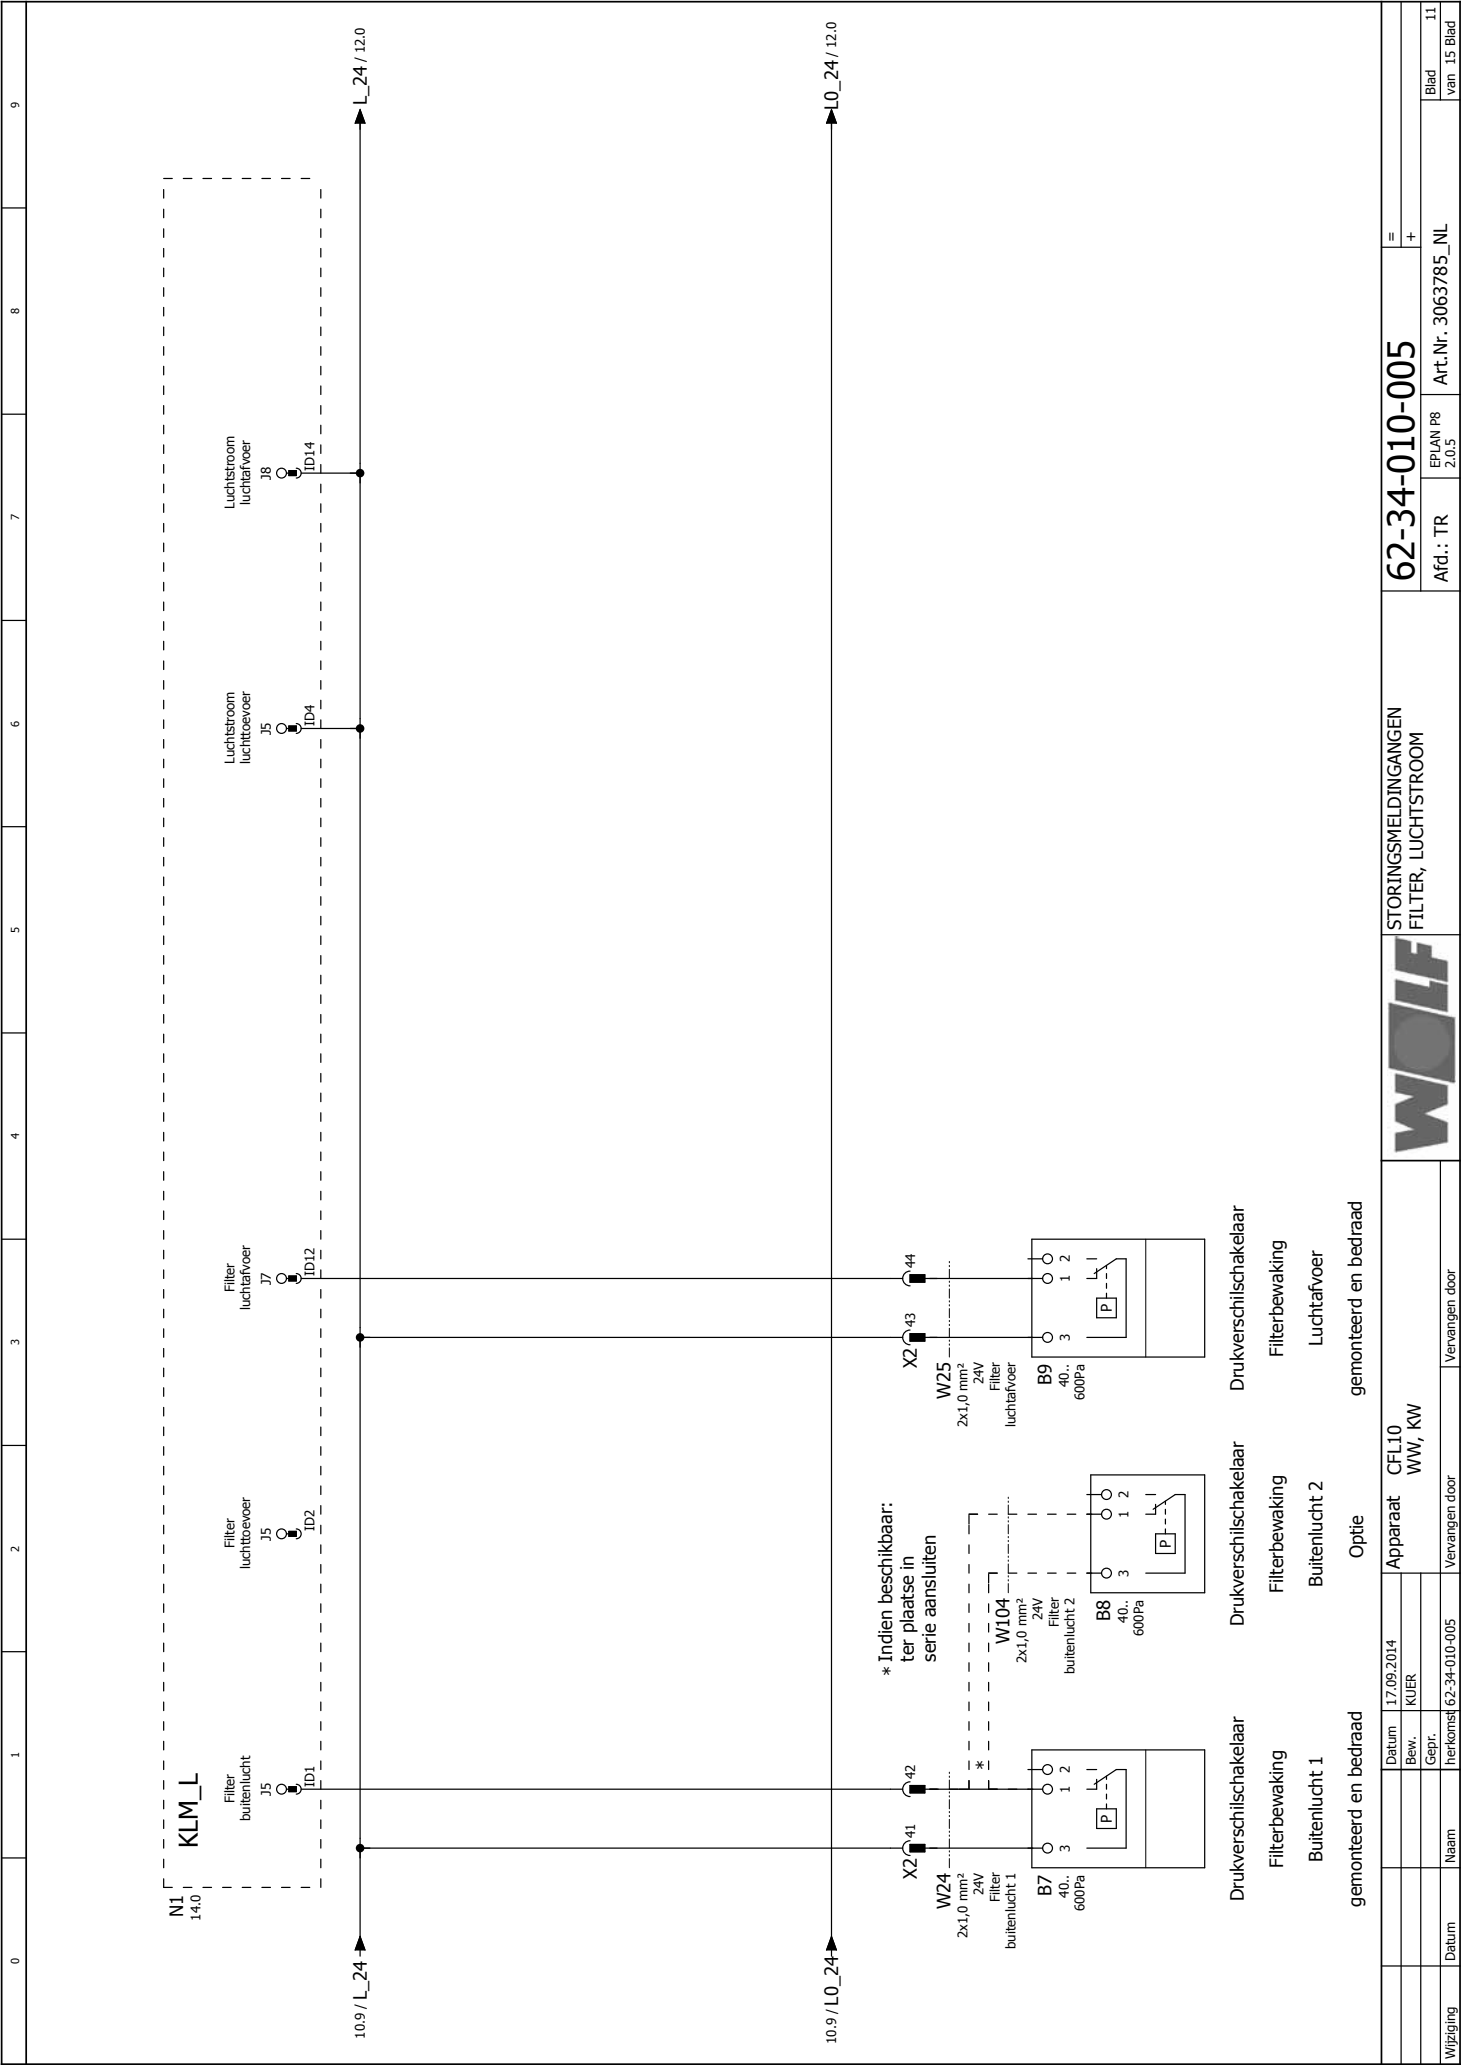 0
1
2
3
4
5
6
7
8
9
N1
14.0
KLM_L
Filter
buitenlucht
J5
ID1
Filter
luchttoevoer
J5
ID2
Filter
luchtafvoer
J7
ID12
Luchtstroom
luchttoevoer
J5
ID4
Luchtstroom
luchtafvoer
J8
ID14
10.9 / L_24
L_24 / 12.0
10.9 / L0_24
L0_24 / 12.0
* Indien beschikbaar:
ter plaatse in
serie aansluiten
X2
41
42
W24
2x1,0 mm²
24V
Filter
buitenlucht 1
*
B7
40..
600Pa
3
1
2
P
W104
2x1,0 mm²
24V
Filter
buitenlucht 2
B8
40..
600Pa
3
1
2
P
X2
43
44
W25
2x1,0 mm²
24V
Filter
luchtafvoer
B9
40..
600Pa
3
1
2
P
Drukverschilschakelaar
Filterbewaking
Buitenlucht 1
gemonteerd en bedraad
Drukverschilschakelaar
Filterbewaking
Buitenlucht 2
Optie
Drukverschilschakelaar
Filterbewaking
Luchtafvoer
gemonteerd en bedraad
Wijziging
Datum
Naam
Datum
17.09.2014
Bew.
KUER
Gepr.
herkomst
62-34-010-005
Apparaat
CFL10
WW, KW
Vervangen door
Vervangen door
WOLF
STORINGSMELDINGANGEN
FILTER, LUCHTSTROOM
62-34-010-005
=
+
Afd.: TR
EPLAN P8
2.0.5
Art.Nr. 3063785_NL
Blad 11
van 15 Blad